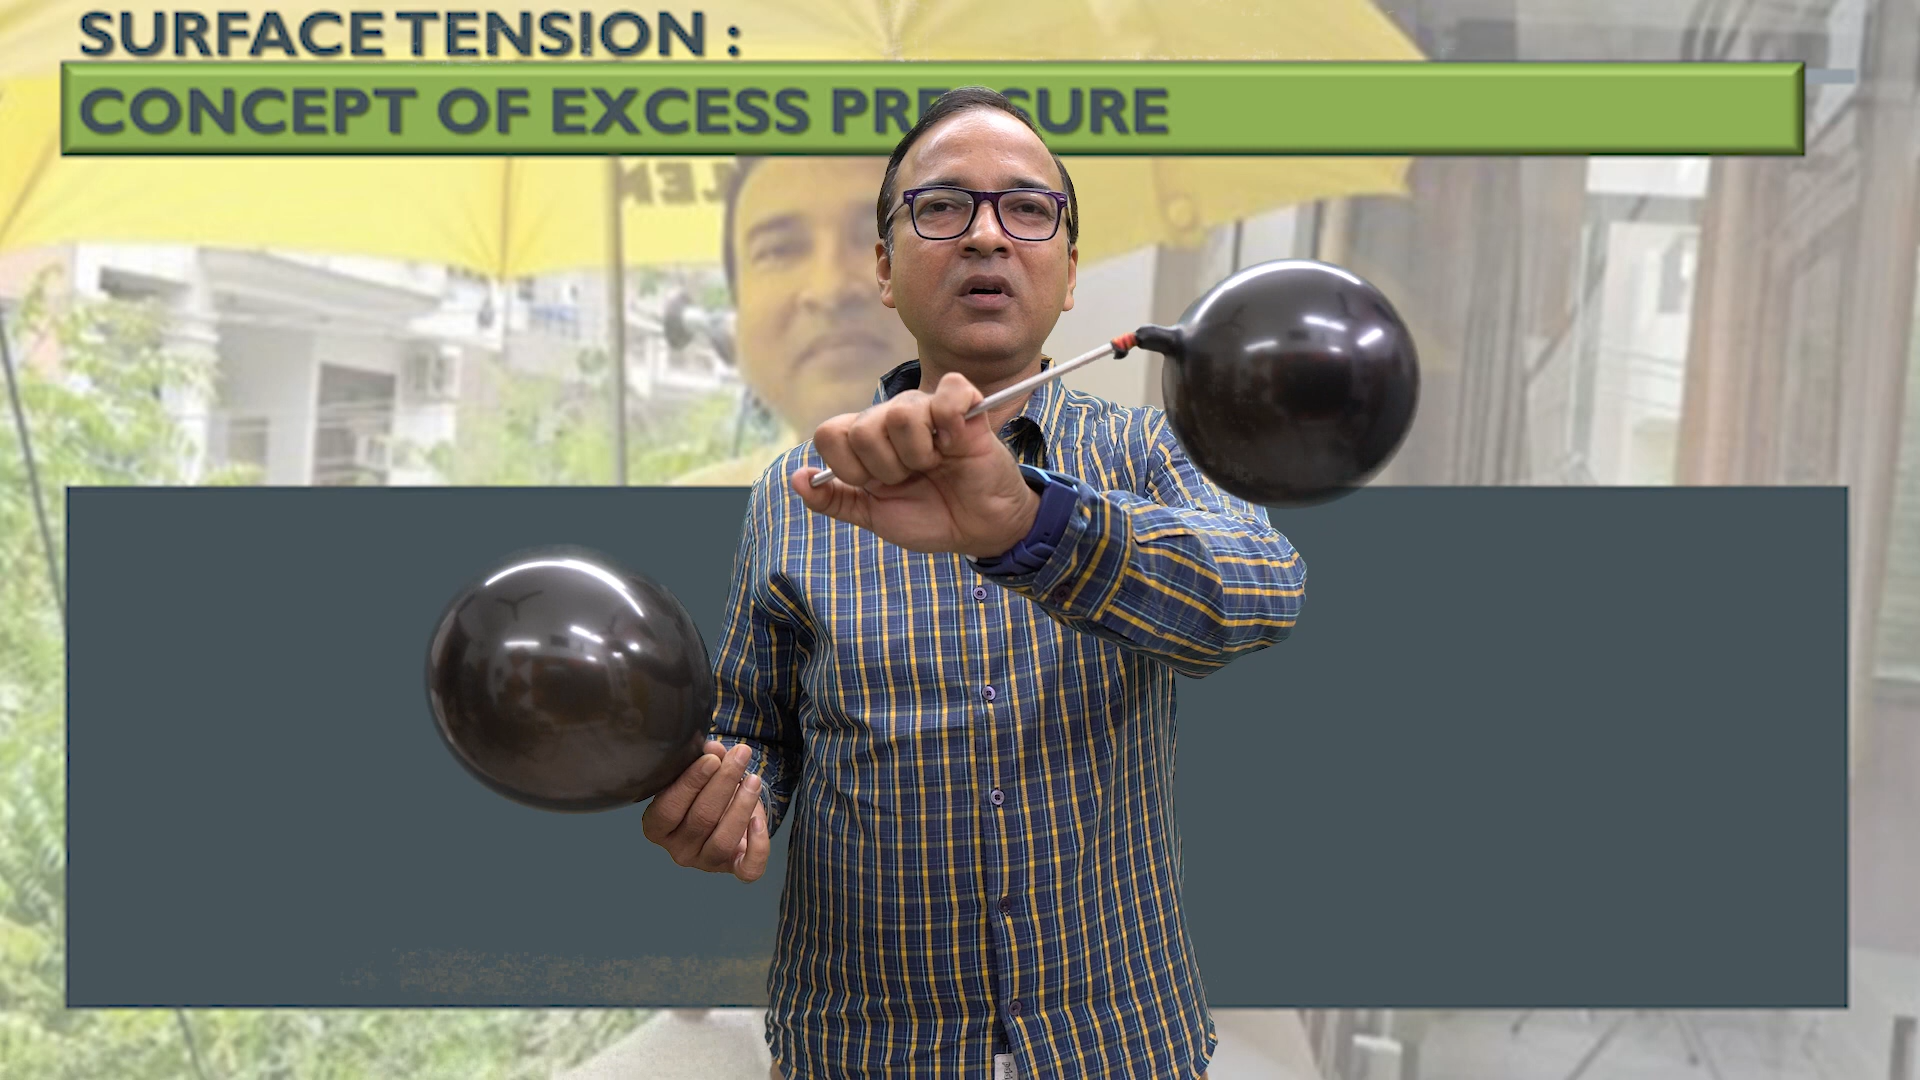 SURFACE TENSION :
CONCEPT OF EXCESS PRESSURE